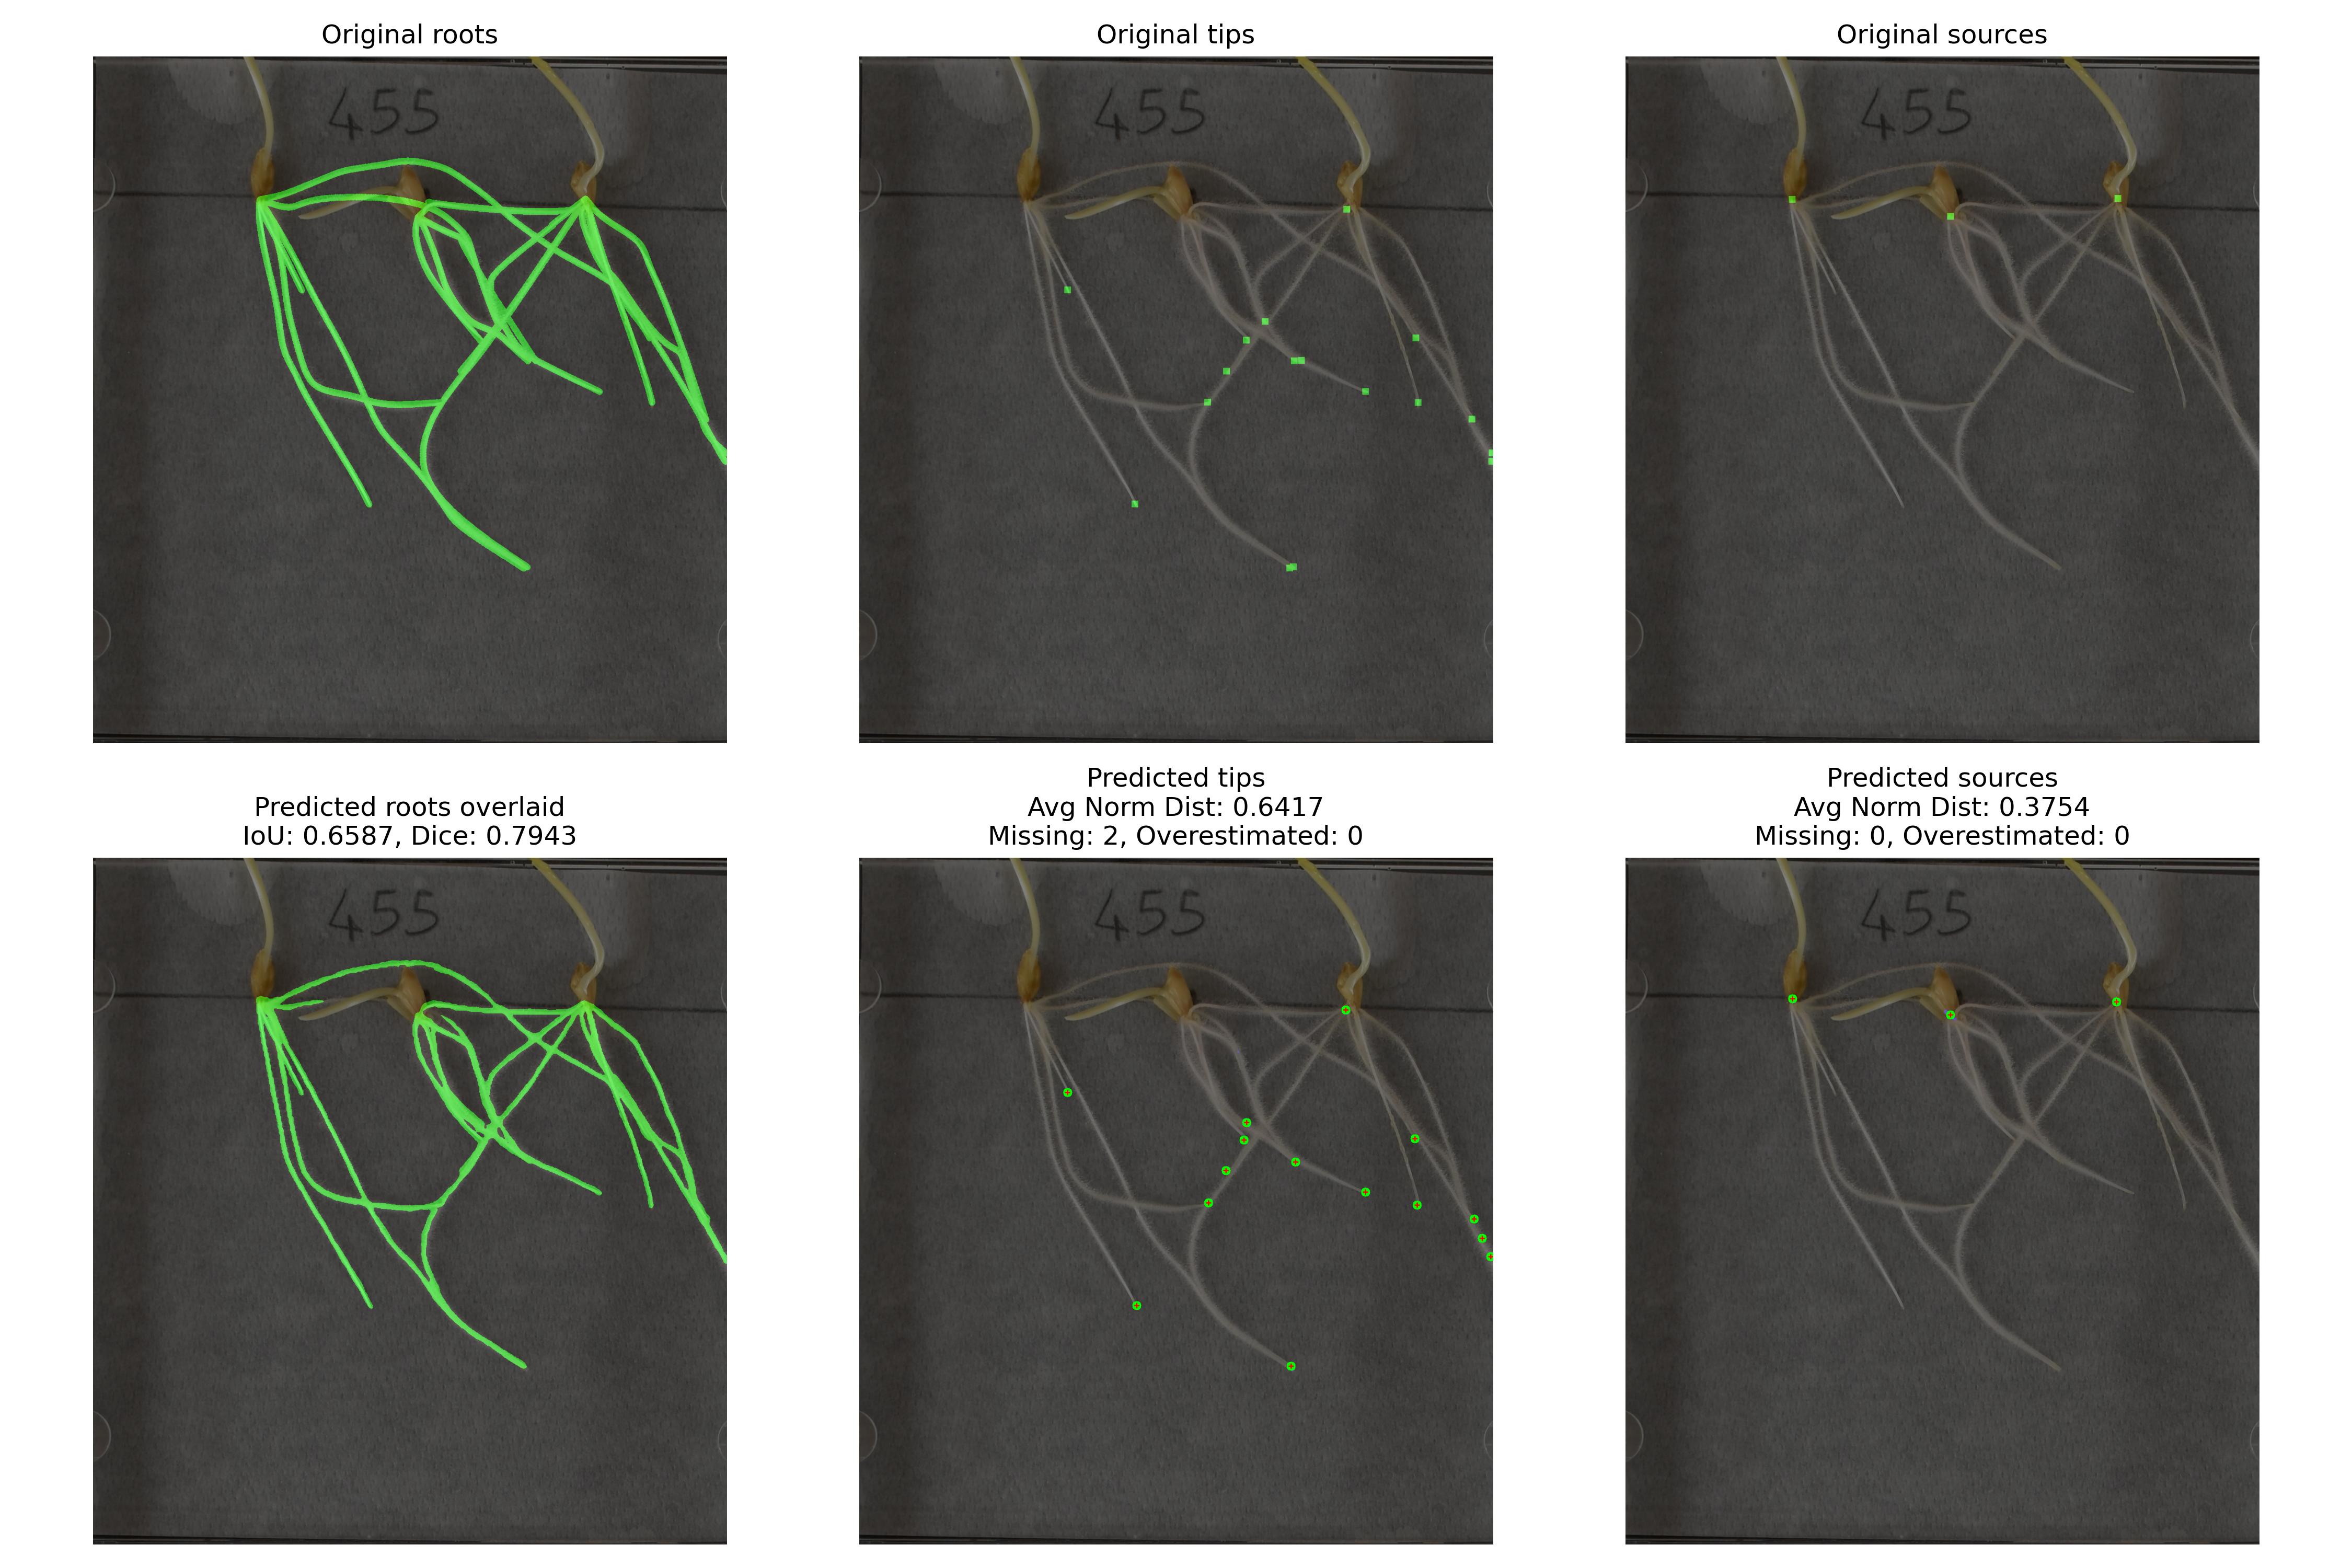 Original roots
Original tips
Original sources
455
455
455
Predicted roots overlaid
IoU: 0.6587, Dice: 0.7943
Predicted tips
Avg Norm Dist: 0.6417
Missing: 2, Overestimated: 0
Predicted sources
Avg Norm Dist: 0.3754
Missing: 0, Overestimated: 0
455
455
455